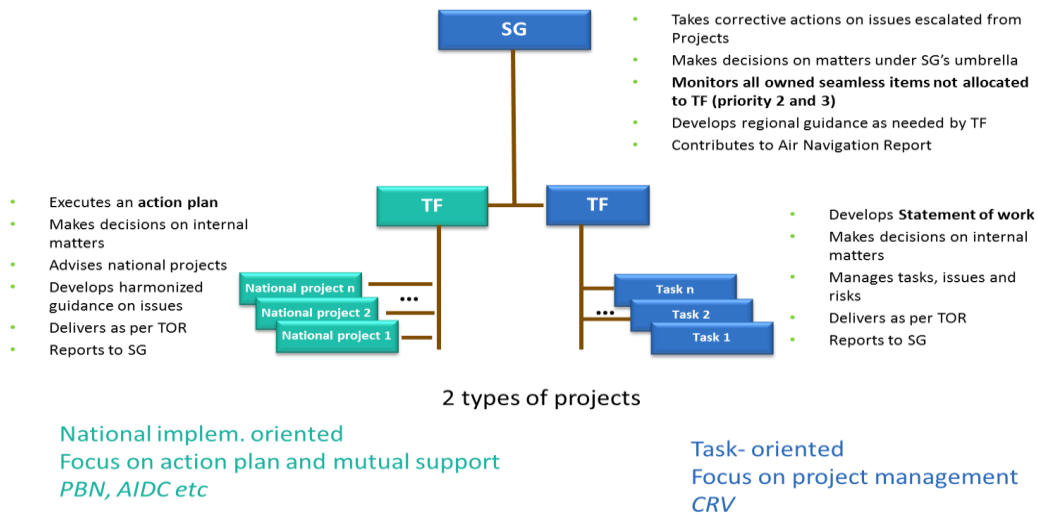 SG
Takes corrective actions on issues escalated from
Projects
Makes decisions on matters under SG's umbrella
Monitors all owned seamless items not allocated
to TF (priority 2 and 3)
Develops regional guidance as needed by TF
Contributes to Air Navigation Report
TF
TF
Executes an action plan
Makes decisions on internal
matters
Advises national projects
Develops harmonized
guidance on issues
Delivers as per TOR
Reports to SG
National project n
...
National project 2
National project 1
Task n
...
Task 2
Task 1
Develops Statement of work
Makes decisions on internal
matters
Manages tasks, issues and
risks
Delivers as per TOR
Reports to SG
2 types of projects
National implem. oriented
Focus on action plan and mutual support
PBN, AIDC etc
Task- oriented
Focus on project management
CRV